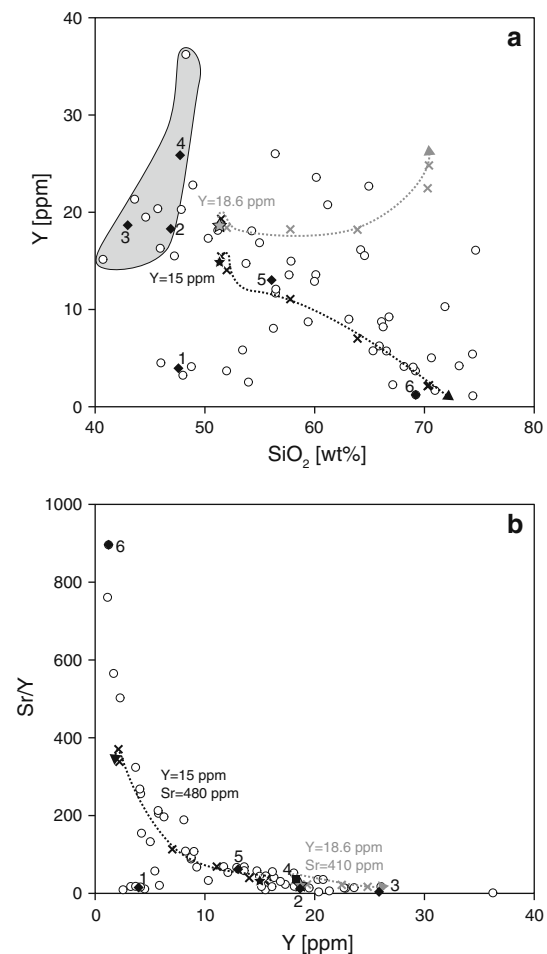 a
40
30
20
10
0
Y [ppm]
4
3
2
Y=18.6 ppm
Y=15 ppm
5
1
6
40 50 60 70 80
SiO2 [wt%]
b
1000
800
600
400
200
0
Sr/Y
6
Y=15 ppm
Sr=480 ppm
Y=18.6 ppm
Sr=410 ppm
5
4
3
1
2
0 10 20 30 40
Y [ppm]